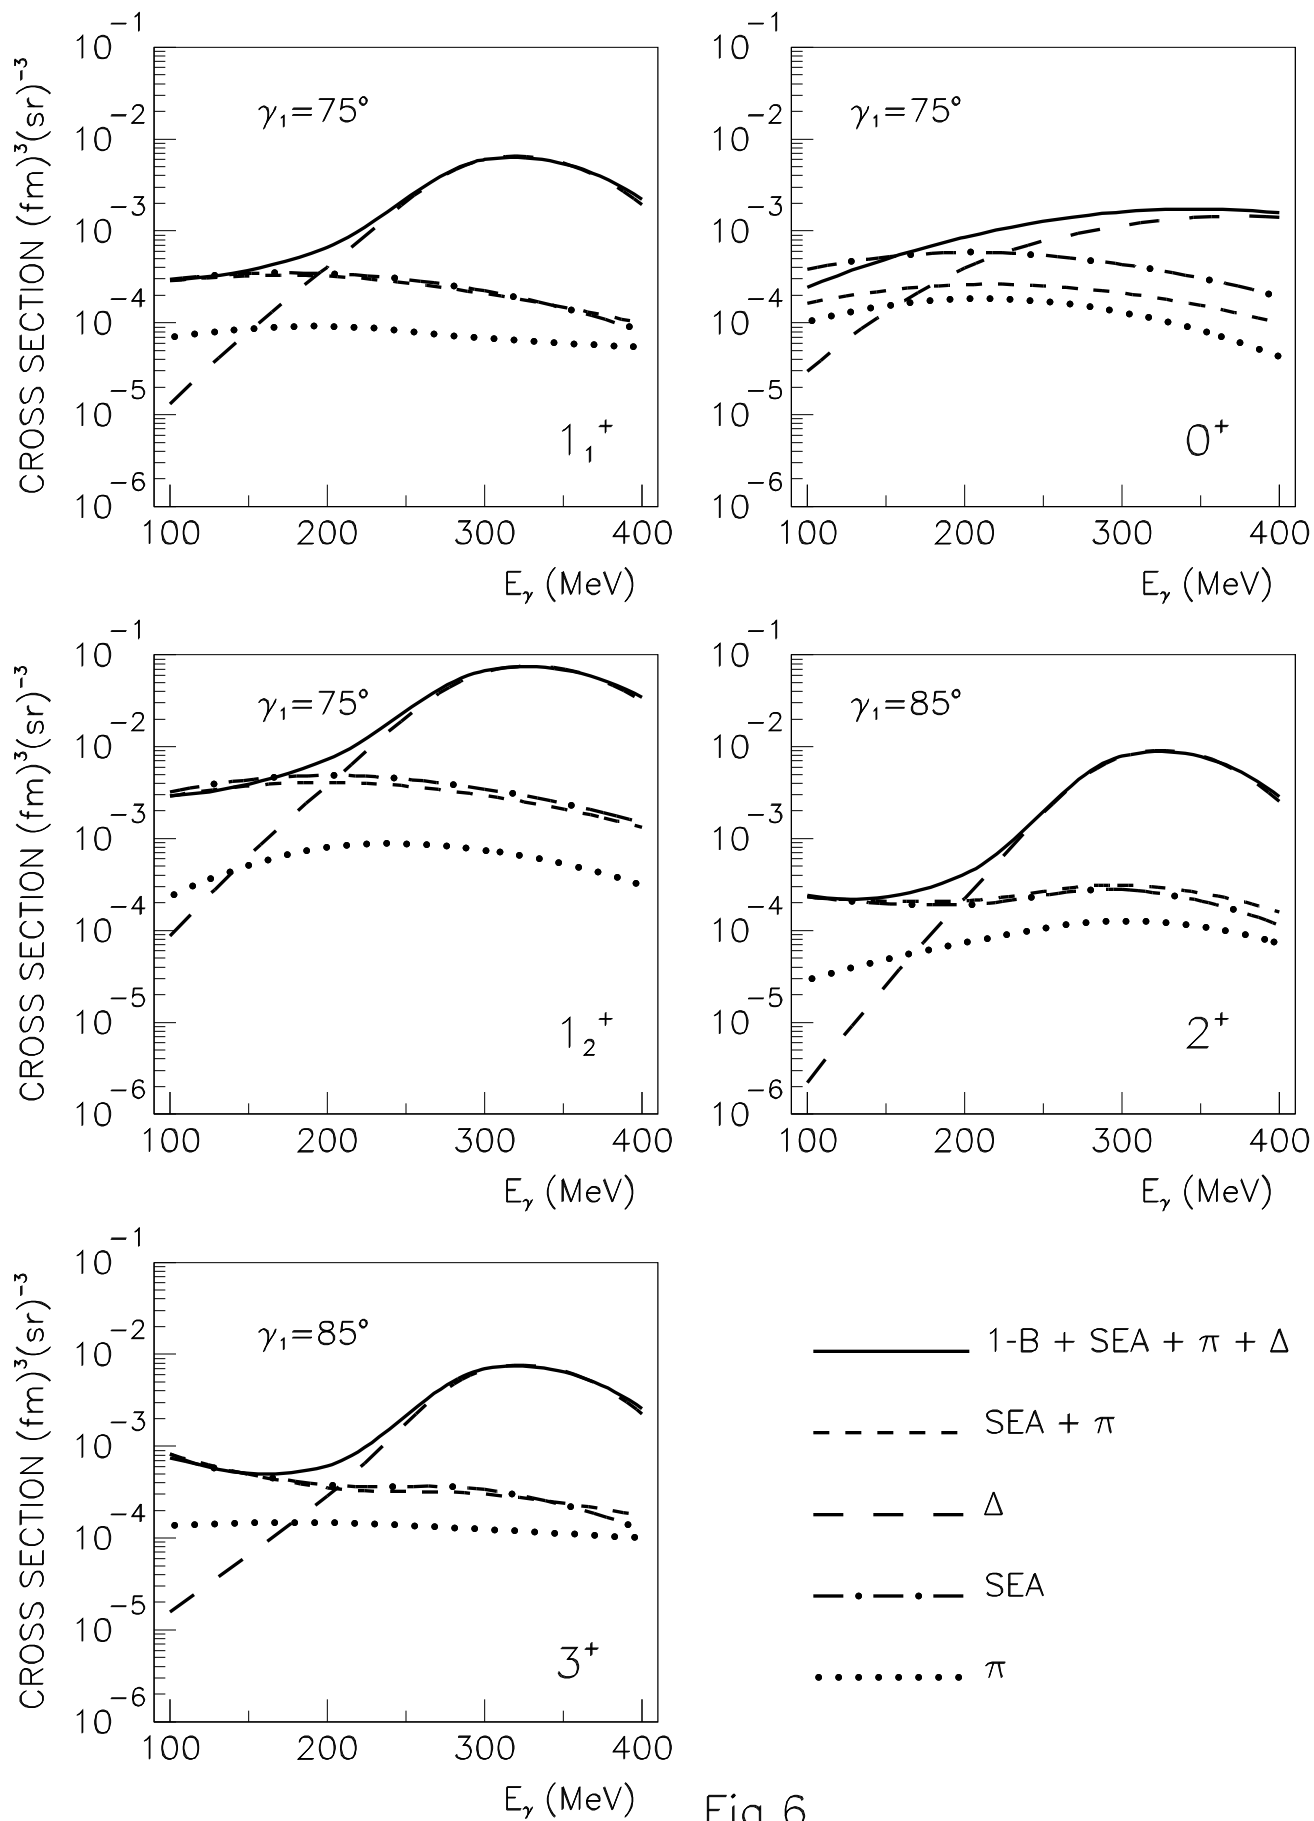 CROSS SECTION (fm)³(sr)⁻³
10⁻¹
10⁻²
10⁻³
10⁻⁴
10⁻⁵
10⁻⁶
γ₁=75°
1₁⁺
100 200 300 400
E_γ (MeV)
10⁻¹
10⁻²
10⁻³
10⁻⁴
10⁻⁵
10⁻⁶
γ₁=75°
0⁺
100 200 300 400
E_γ (MeV)
CROSS SECTION (fm)³(sr)⁻³
10⁻¹
10⁻²
10⁻³
10⁻⁴
10⁻⁵
10⁻⁶
γ₁=75°
1₂⁺
100 200 300 400
E_γ (MeV)
10⁻¹
10⁻²
10⁻³
10⁻⁴
10⁻⁵
10⁻⁶
γ₁=85°
2⁺
100 200 300 400
E_γ (MeV)
CROSS SECTION (fm)³(sr)⁻³
10⁻¹
10⁻²
10⁻³
10⁻⁴
10⁻⁵
10⁻⁶
γ₁=85°
3⁺
100 200 300 400
E_γ (MeV)
1-B + SEA + π + Δ
SEA + π
Δ
SEA
π
Fig 6